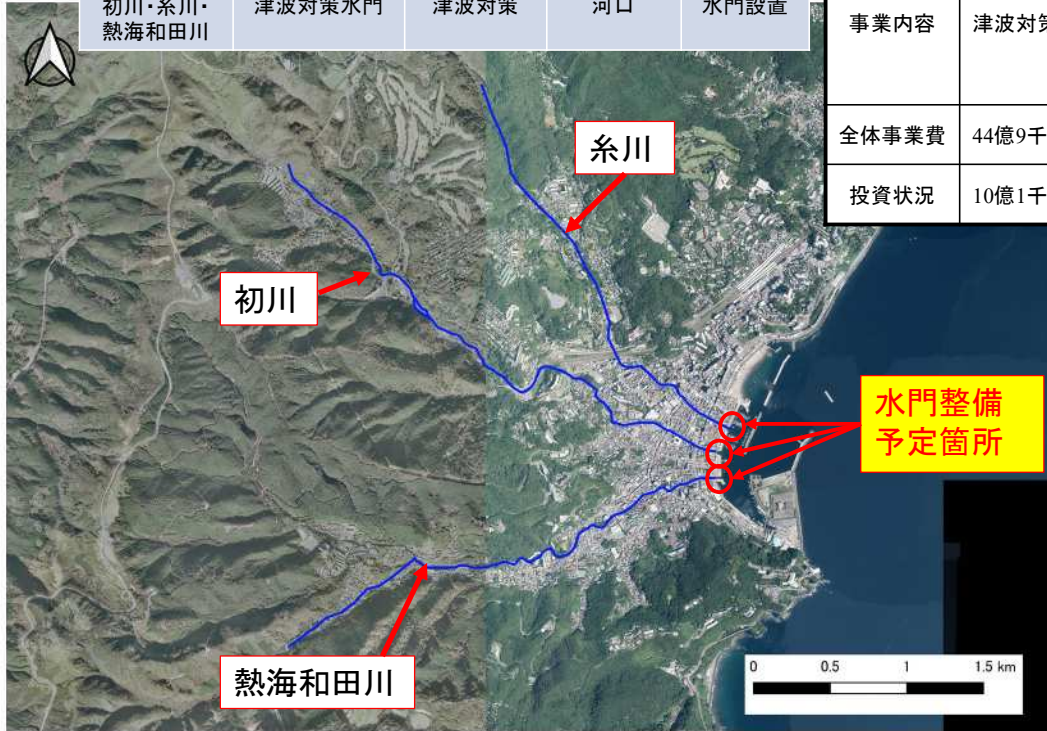 初川・糸川・
熱海和田川
津波対策水門
津波対策
河口
水門設置
事業内容
津波対策
全体事業費
44億9千
投資状況
10億1千
糸川
初川
水門整備
予定箇所
熱海和田川
0 0.5 1 1.5 km